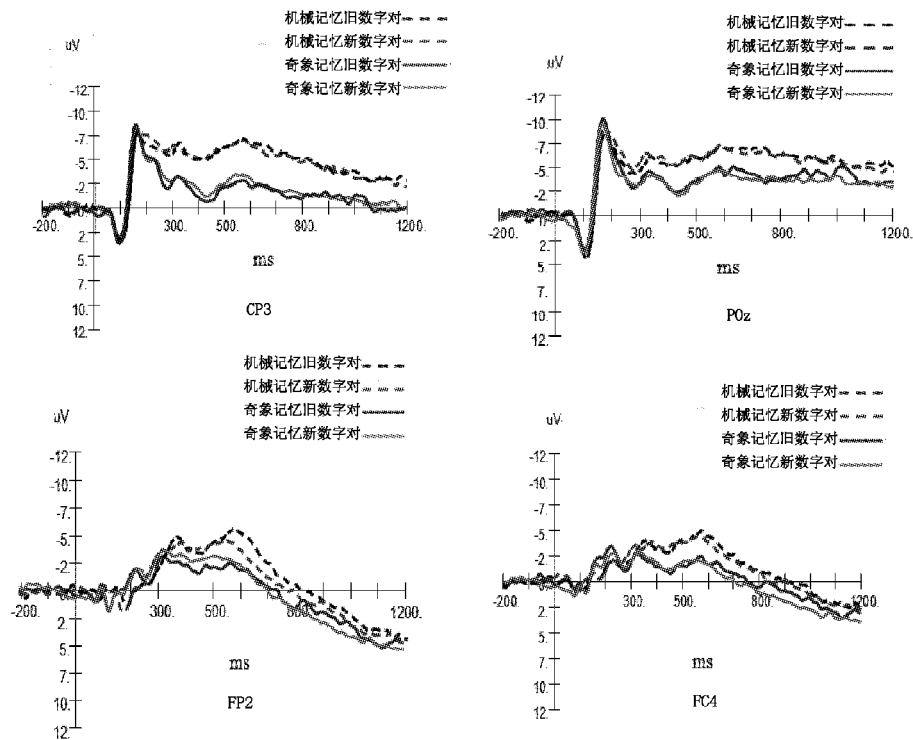 机械记忆旧数字对
机械记忆新数字对
奇象记忆旧数字对
奇象记忆新数字对
uV
-12.
-10.
-7.
-5.
-2.
2.
5.
7.
10.
12.
-200. 300. 500. 800. 1200.
ms
CP3
机械记忆旧数字对
机械记忆新数字对
奇象记忆旧数字对
奇象记忆新数字对
uV
-17
-10.
-7.
-5.
-2.
2.
5.
7.
10.
12.
-200. 300. 500. 800. 1200.
ms
POz
机械记忆旧数字对
机械记忆新数字对
奇象记忆旧数字对
奇象记忆新数字对
uV
-12.
-10.
-7.
-5.
-2.
2.
5.
7.
10.
12.
-200. 300. 500. 800. 1200.
ms
FP2
机械记忆旧数字对
机械记忆新数字对
奇象记忆旧数字对
奇象记忆新数字对
uV
-12.
-10.
-7.
-5.
-2.
2.
5.
7.
10.
12.
-200. 300. 500. 800. 1200.
ms
FC4